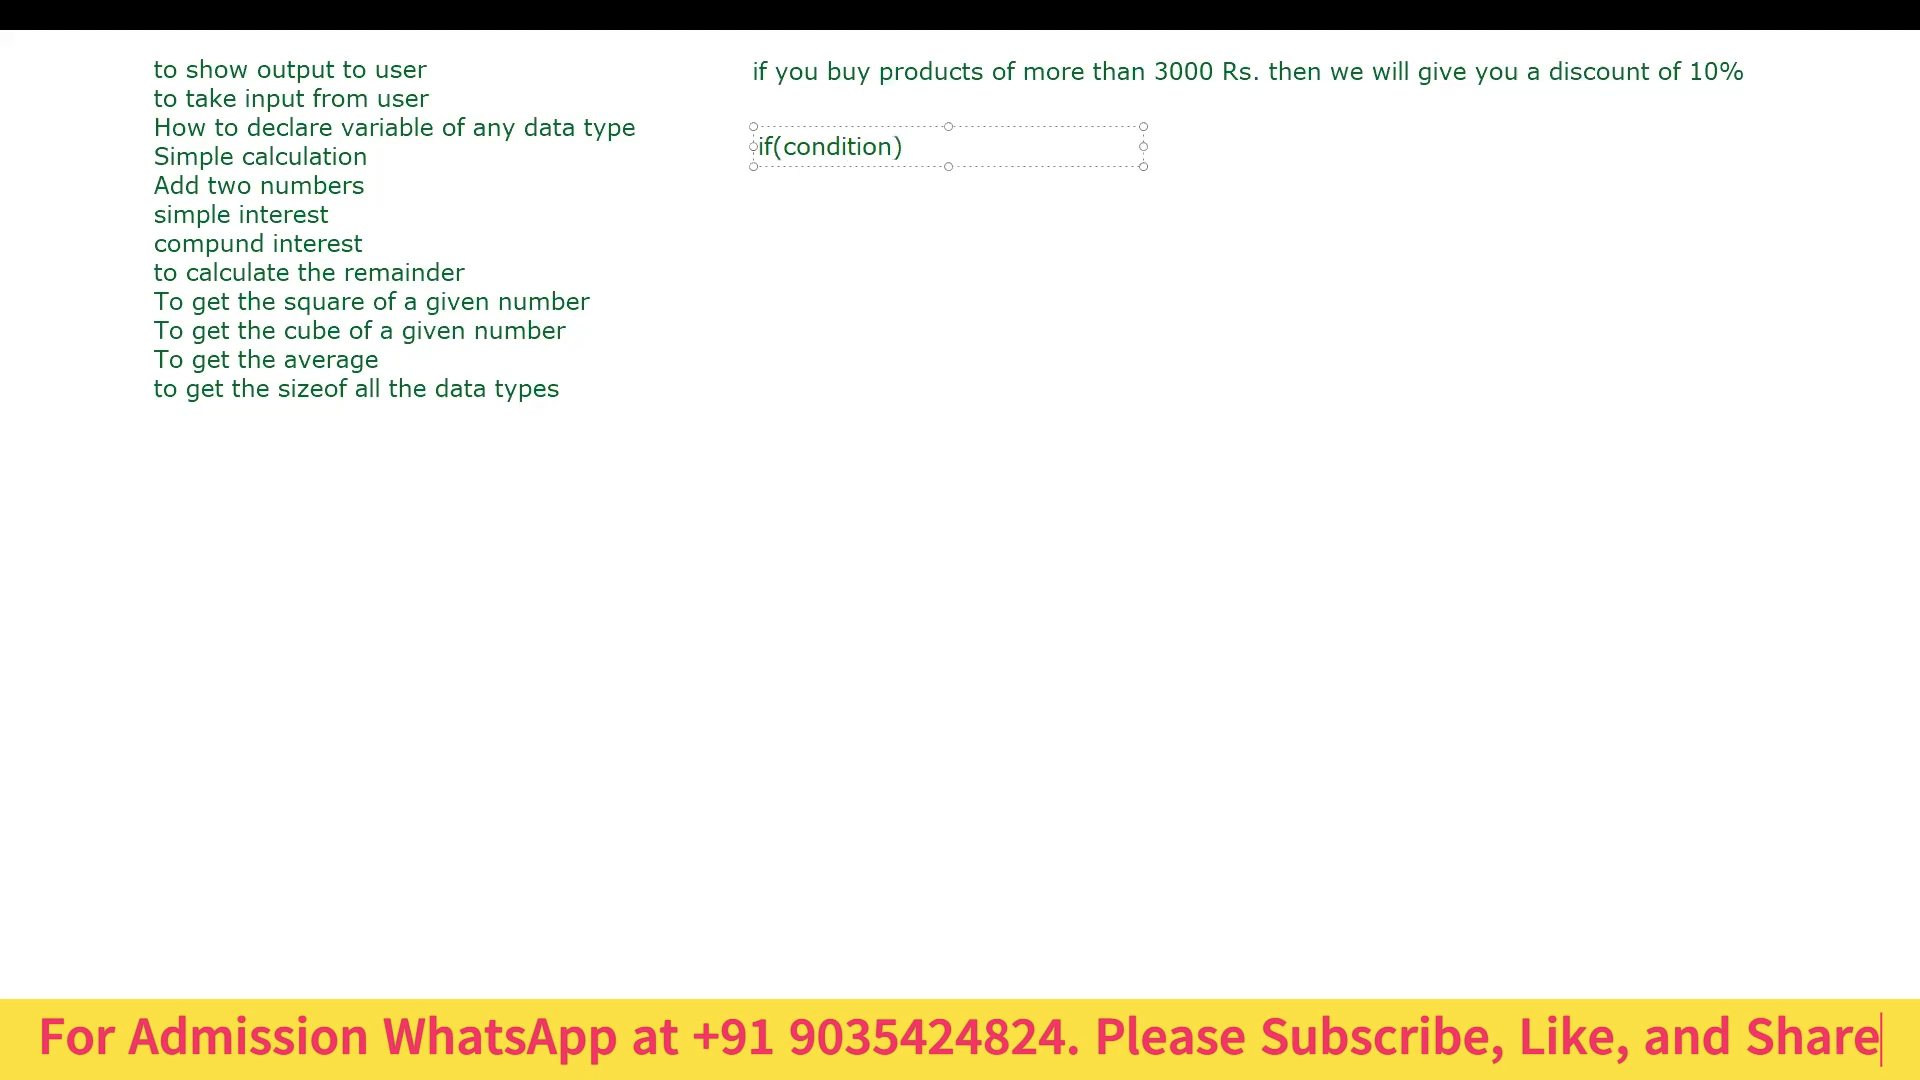 to show output to user
to take input from user
How to declare variable of any data type
Simple calculation
Add two numbers
simple interest
compund interest
to calculate the remainder
To get the square of a given number
To get the cube of a given number
To get the average
to get the sizeof all the data types
if you buy products of more than 3000 Rs. then we will give you a discount of 10%
if(condition)
For Admission WhatsApp at +91 9035424824. Please Subscribe, Like, and Share